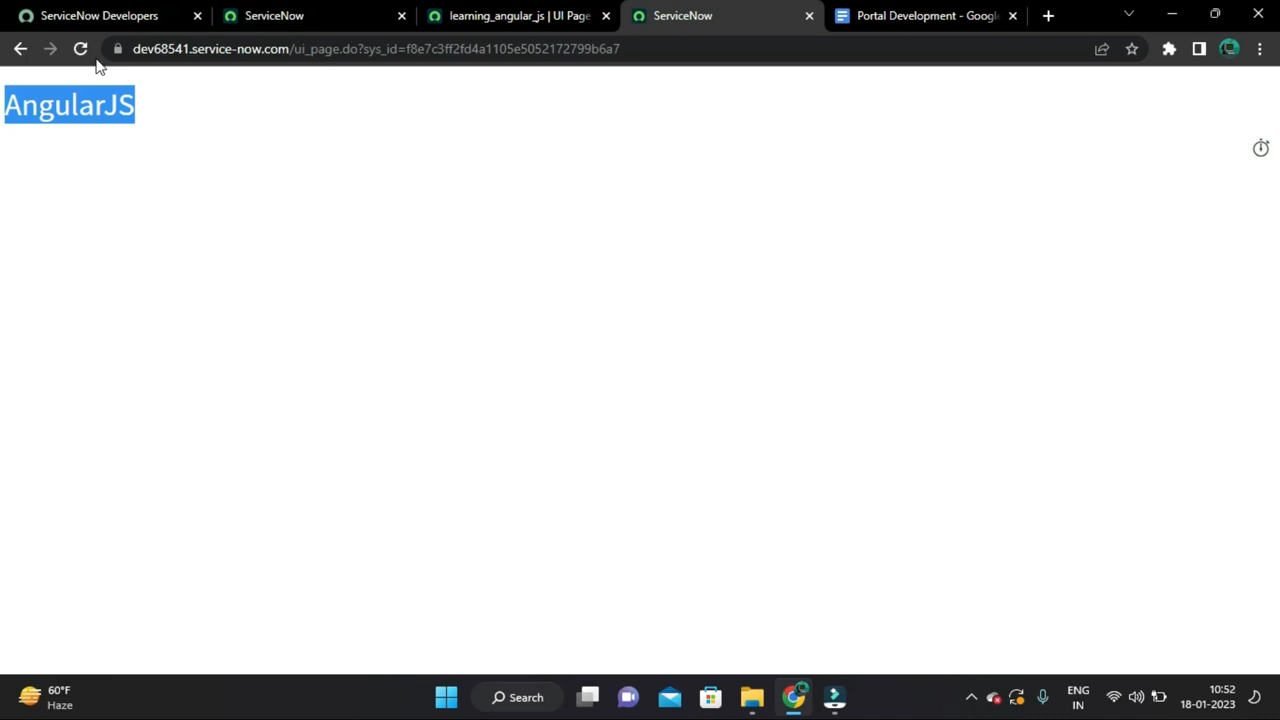 ServiceNow Developers
ServiceNow
learning_angular_js | UI Page
ServiceNow
Portal Development - Google
dev68541.service-now.com/ui_page.do?sys_id=f8e7c3ff2fd4a1105e5052172799b6a7
AngularJS
60°F
Haze
Search
ENG
IN
10:52
18-01-2023